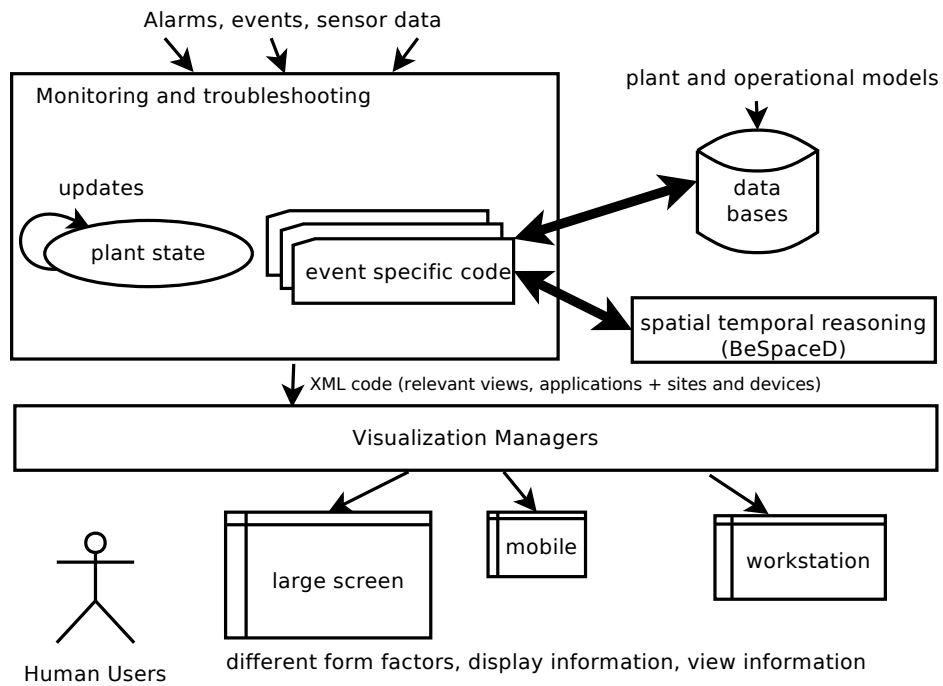 Alarms, events, sensor data
Monitoring and troubleshooting
plant and operational models
updates
plant state
event specific code
data
bases
spatial temporal reasoning
(BeSpaceD)
XML code (relevant views, applications + sites and devices)
Visualization Managers
large screen
mobile
workstation
Human Users
different form factors, display information, view information